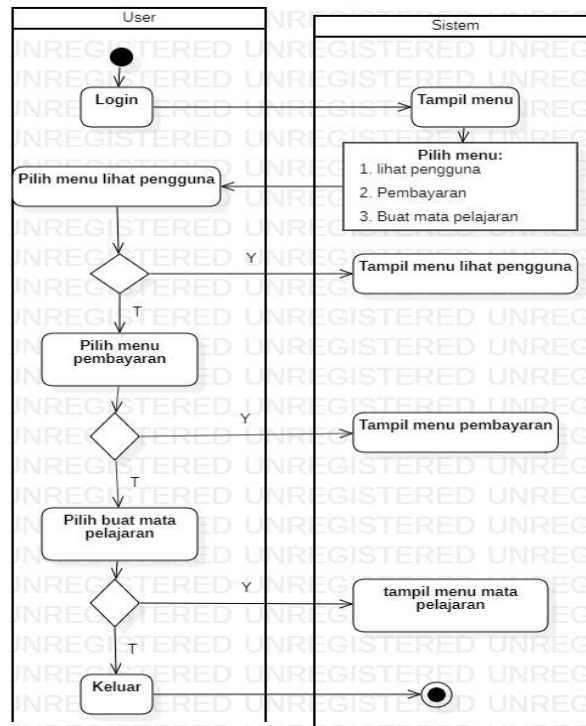 User
Sistem
Login
Tampil menu
Pilih menu:
1. lihat pengguna
2. Pembayaran
3. Buat mata pelajaran
Pilih menu lihat pengguna
Y
Tampil menu lihat pengguna
T
Pilih menu
pembayaran
Y
Tampil menu pembayaran
T
Pilih buat mata
pelajaran
Y
tampil menu mata
pelajaran
T
Keluar
UNREGISTERED